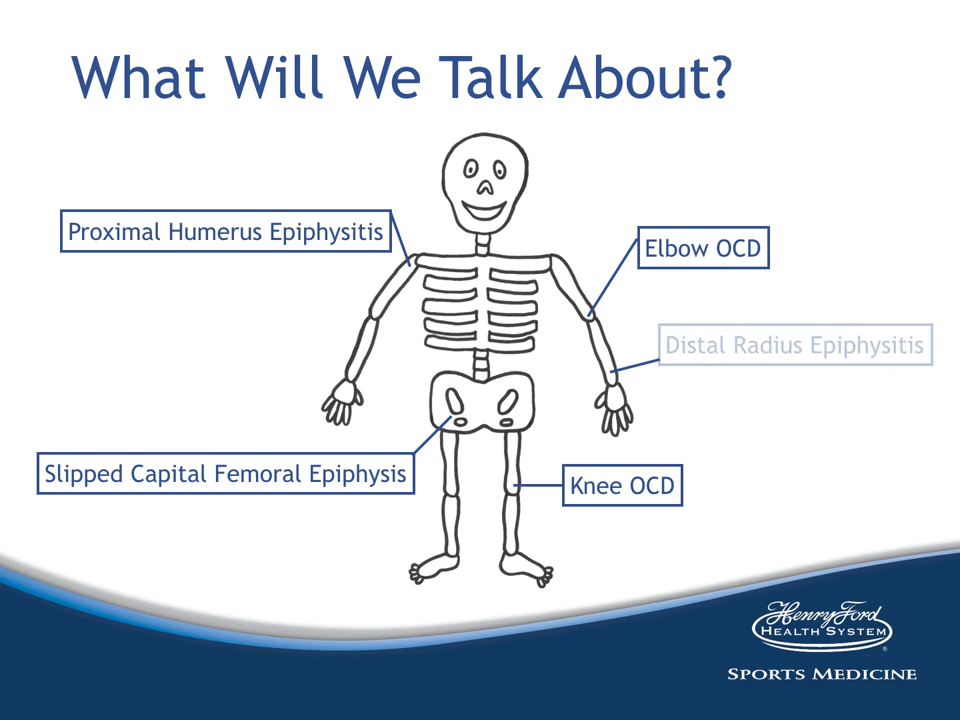 What Will We Talk About?
Proximal Humerus Epiphysitis
Elbow OCD
Distal Radius Epiphysitis
Slipped Capital Femoral Epiphysis
Knee OCD
Henry Ford
HEALTH SYSTEM
®
SPORTS MEDICINE